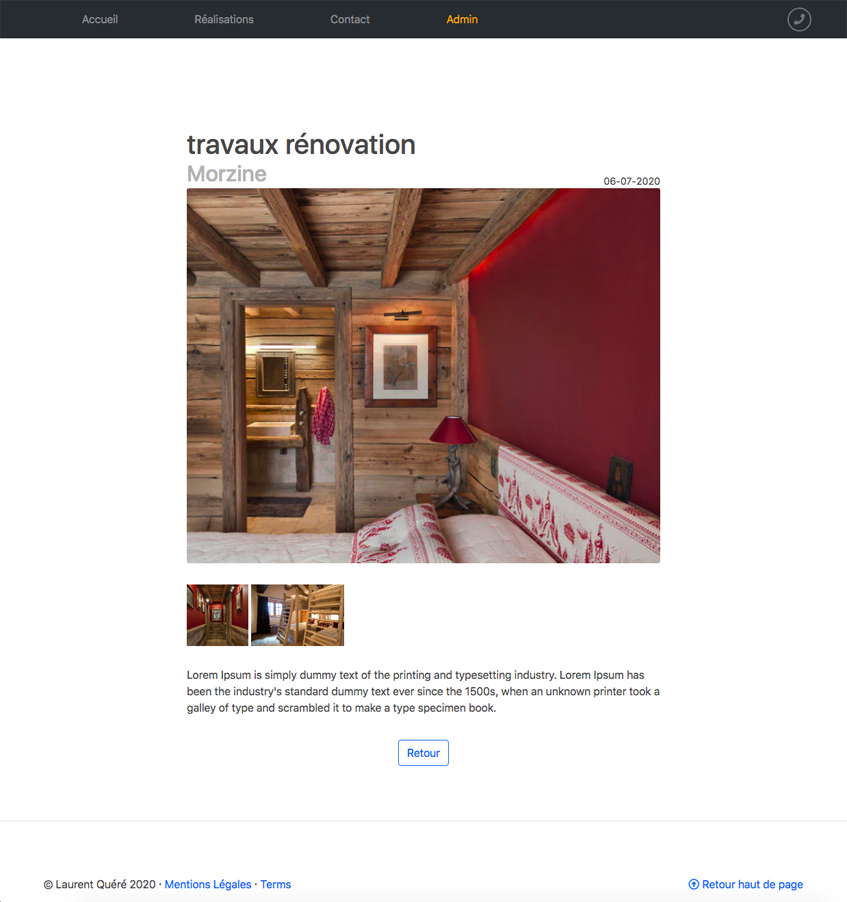 Accueil Réalisations Contact Admin
travaux rénovation
Morzine
06-07-2020
Lorem Ipsum is simply dummy text of the printing and typesetting industry. Lorem Ipsum has
been the industry's standard dummy text ever since the 1500s, when an unknown printer took a
galley of type and scrambled it to make a type specimen book.
Retour
© Laurent Quéré 2020 · Mentions Légales · Terms
Retour haut de page